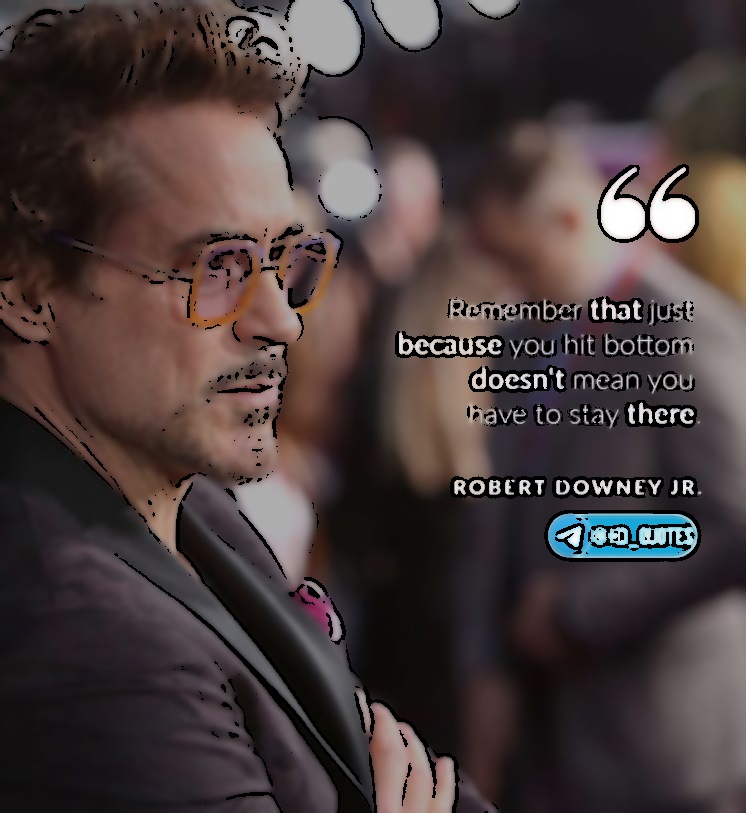 “
Remember that just
because you hit bottom
doesn't mean you
have to stay there.
ROBERT DOWNEY JR.